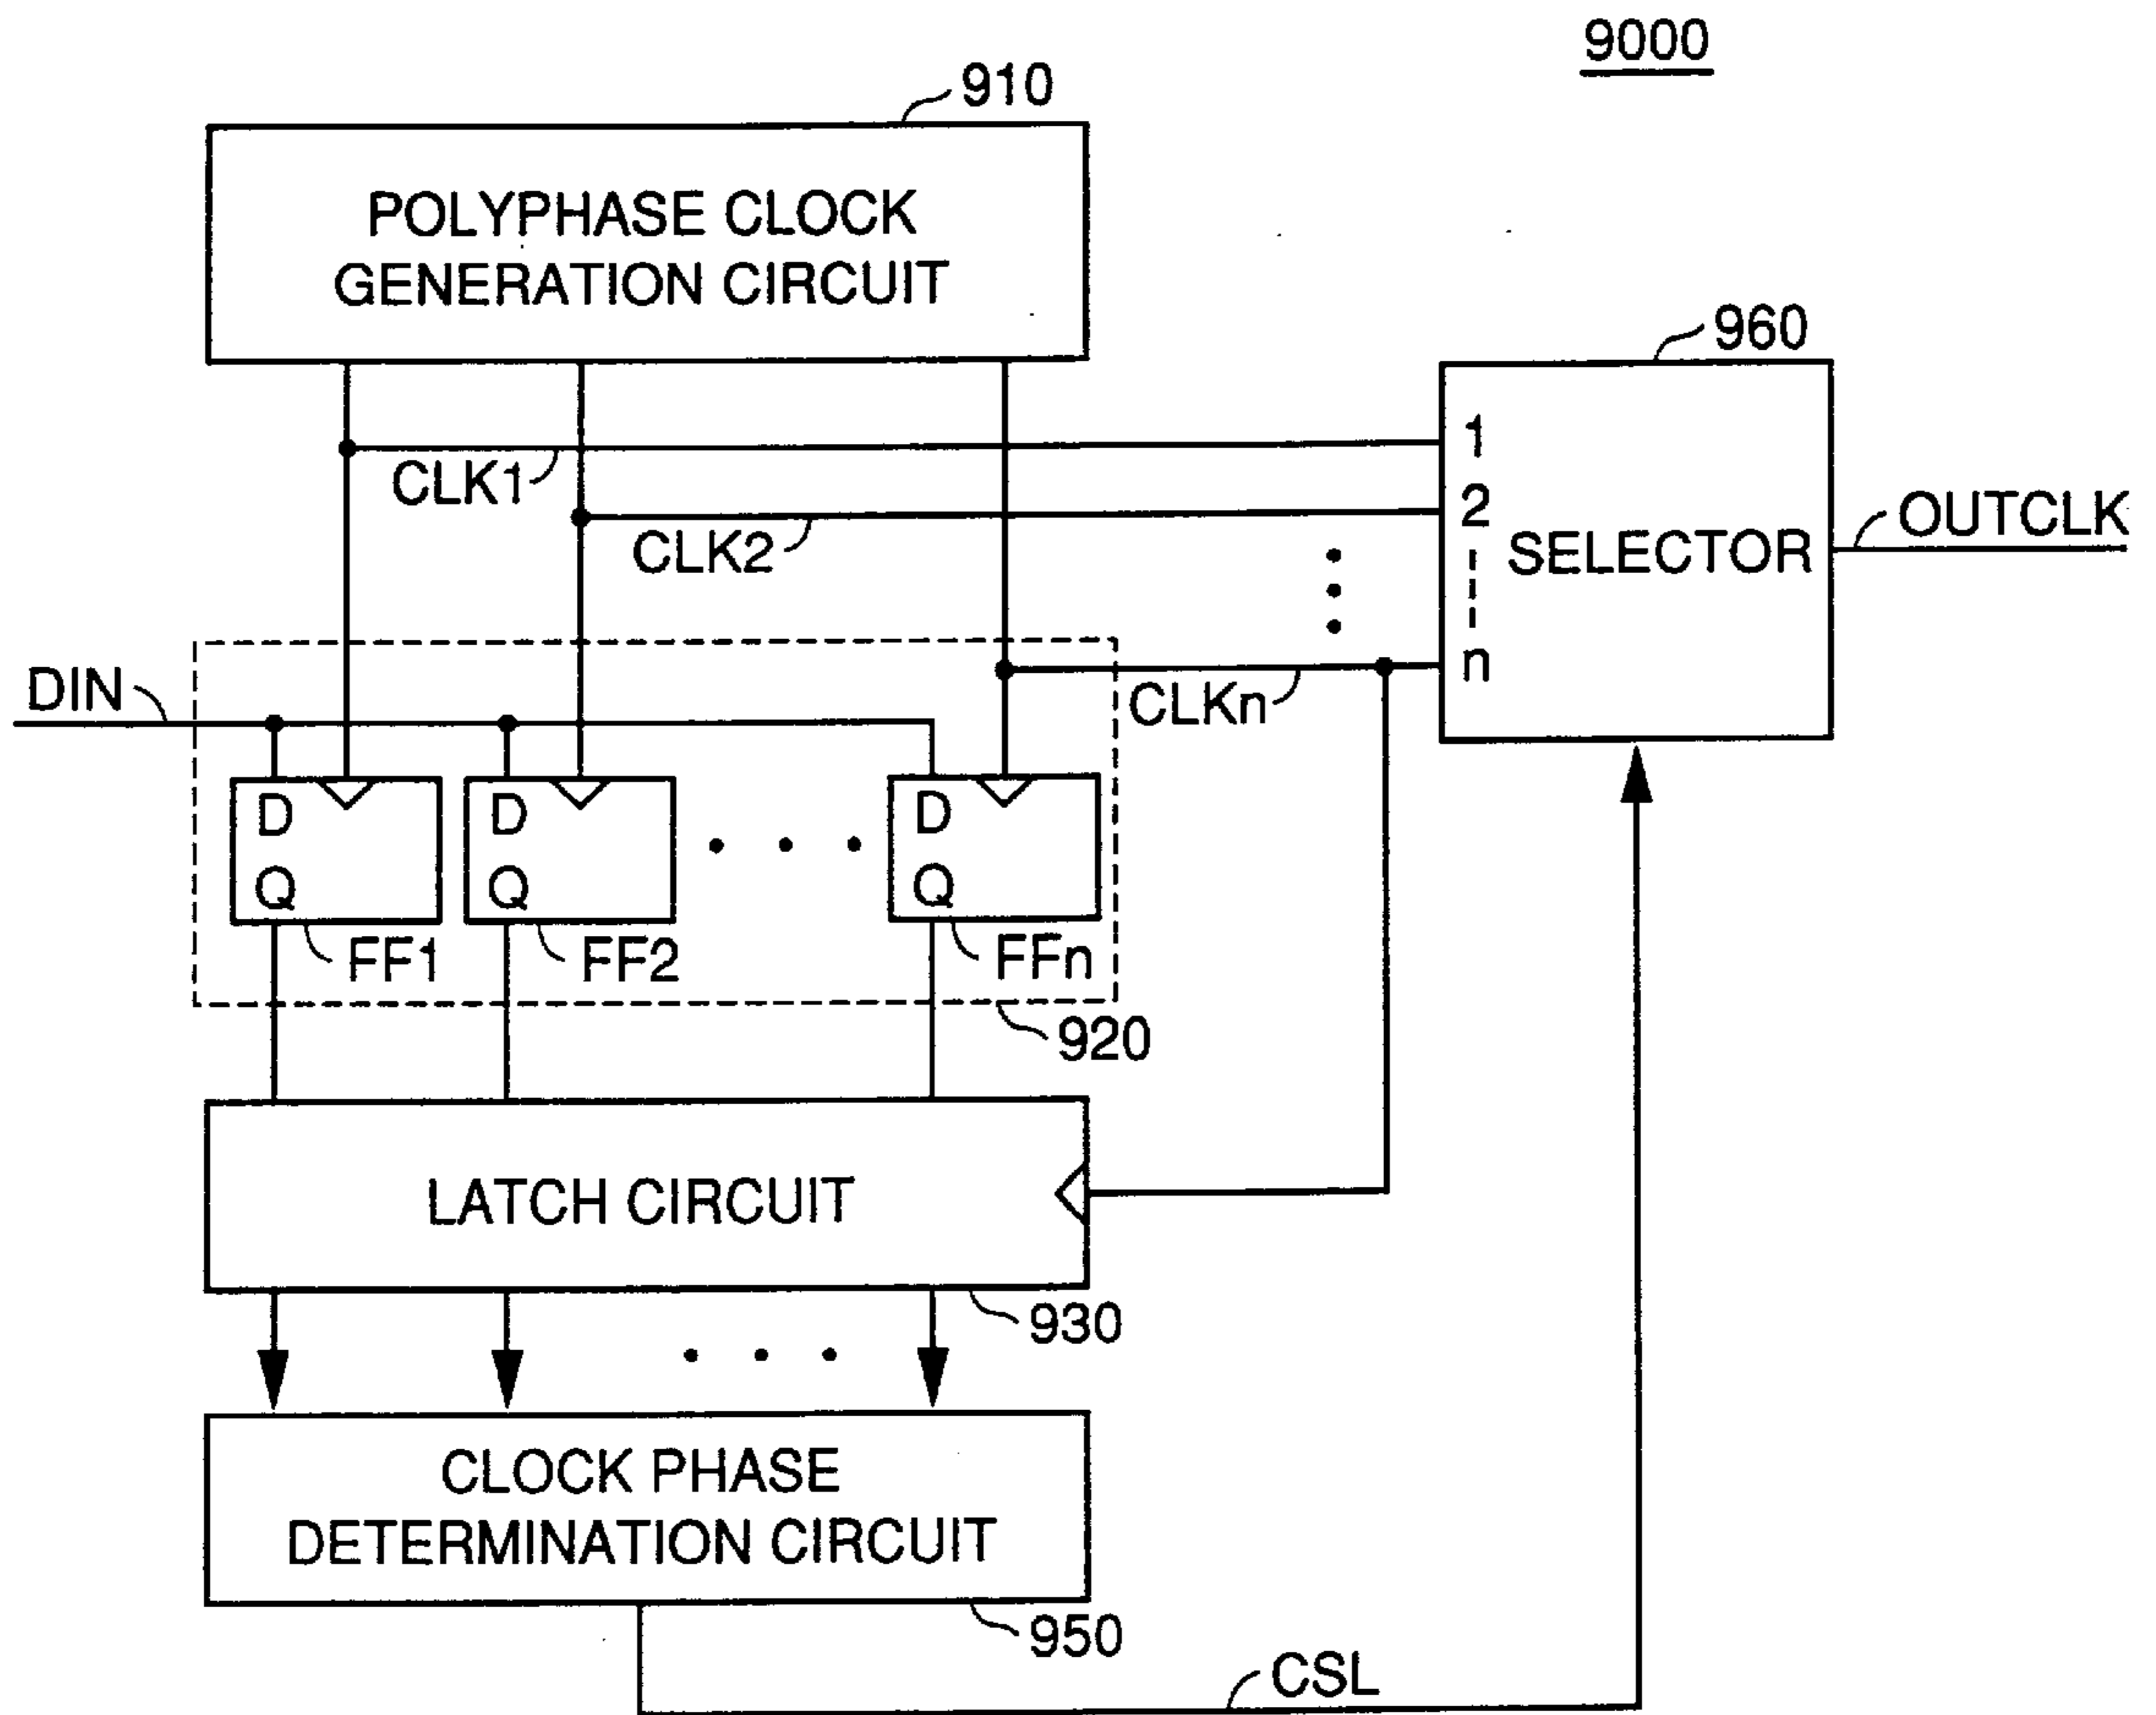 9000
910
POLYPHASE CLOCK
GENERATION CIRCUIT
960
1
CLK1
2
OUTCLK
CLK2
SELECTOR
n
DIN
CLKn
D
D
D
Q
Q
Q
FF1
FF2
FFn
920
LATCH CIRCUIT
930
CLOCK PHASE
DETERMINATION CIRCUIT
950
CSL